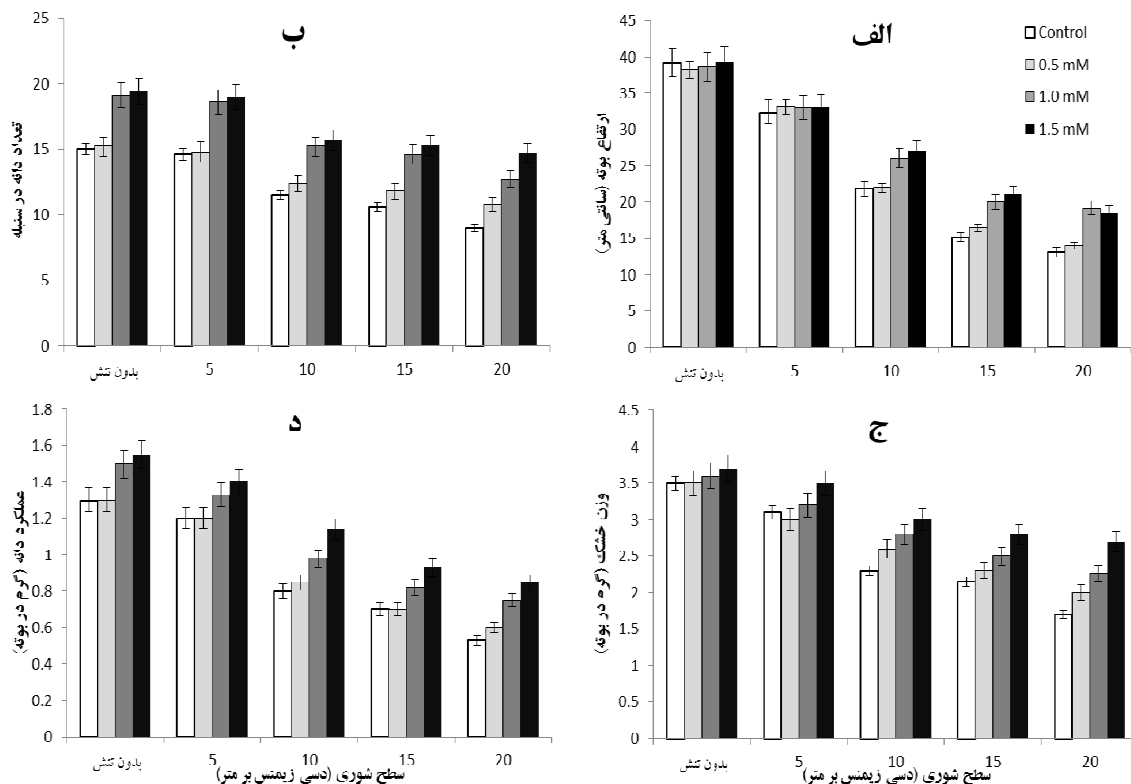 الف
ارتفاع بوته (سانتی متر)
45
40
35
30
25
20
15
10
5
0
بدون تنش
5
10
15
20
Control
0.5 mM
1.0 mM
1.5 mM
ب
تعداد دانه در سنبله
25
20
15
10
5
0
بدون تنش
5
10
15
20
ج
وزن خشک (گرم در بوته)
4.5
4
3.5
3
2.5
2
1.5
1
0.5
0
بدون تنش
5
10
15
20
سطح شوری (دسی زیمنس بر متر)
د
عملکرد دانه (گرم در بوته)
1.8
1.6
1.4
1.2
1
0.8
0.6
0.4
0.2
0
بدون تنش
5
10
15
20
سطح شوری (دسی زیمنس بر متر)